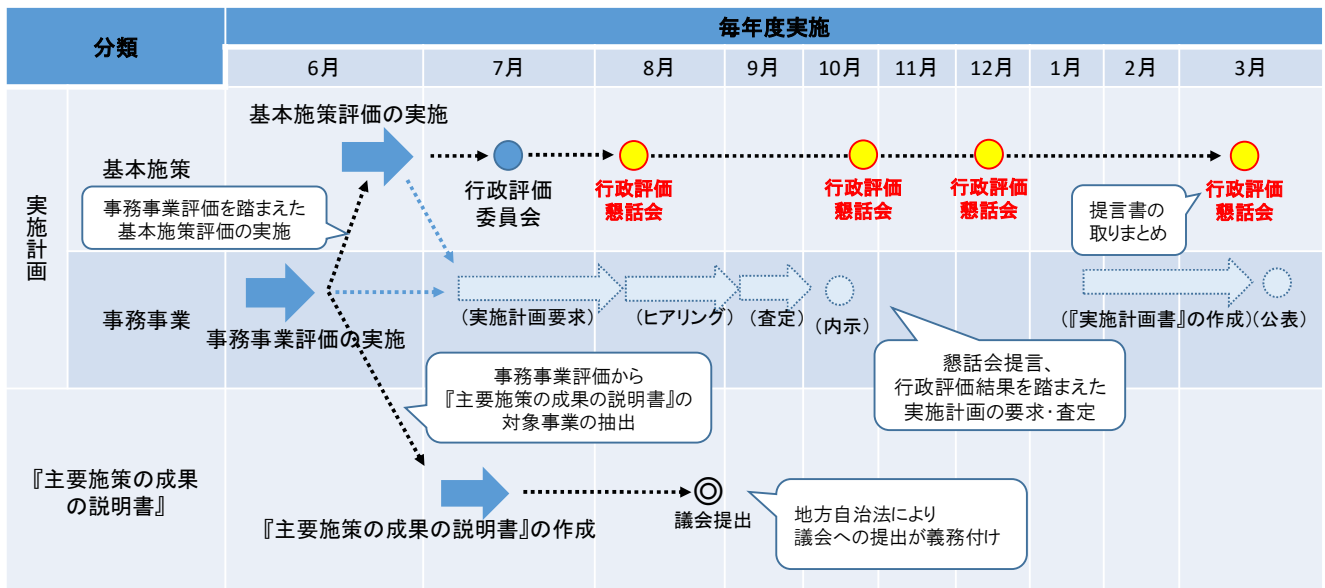 分類
毎年度実施
6月
7月
8月
9月
10月
11月
12月
1月
2月
3月
実施計画
基本施策
基本施策評価の実施
事務事業評価を踏まえた
基本施策評価の実施
行政評価
委員会
行政評価
懇話会
行政評価
懇話会
行政評価
懇話会
提言書の
取りまとめ
行政評価
懇話会
事務事業
事務事業評価の実施
(実施計画要求)
(ヒアリング)
(査定)
(内示)
(『実施計画書』の作成)
(公表)
事務事業評価から
『主要施策の成果の説明書』の
対象事業の抽出
懇話会提言、
行政評価結果を踏まえた
実施計画の要求・査定
『主要施策の成果
の説明書』
『主要施策の成果の説明書』の作成
議会提出
地方自治法により
議会への提出が義務付け